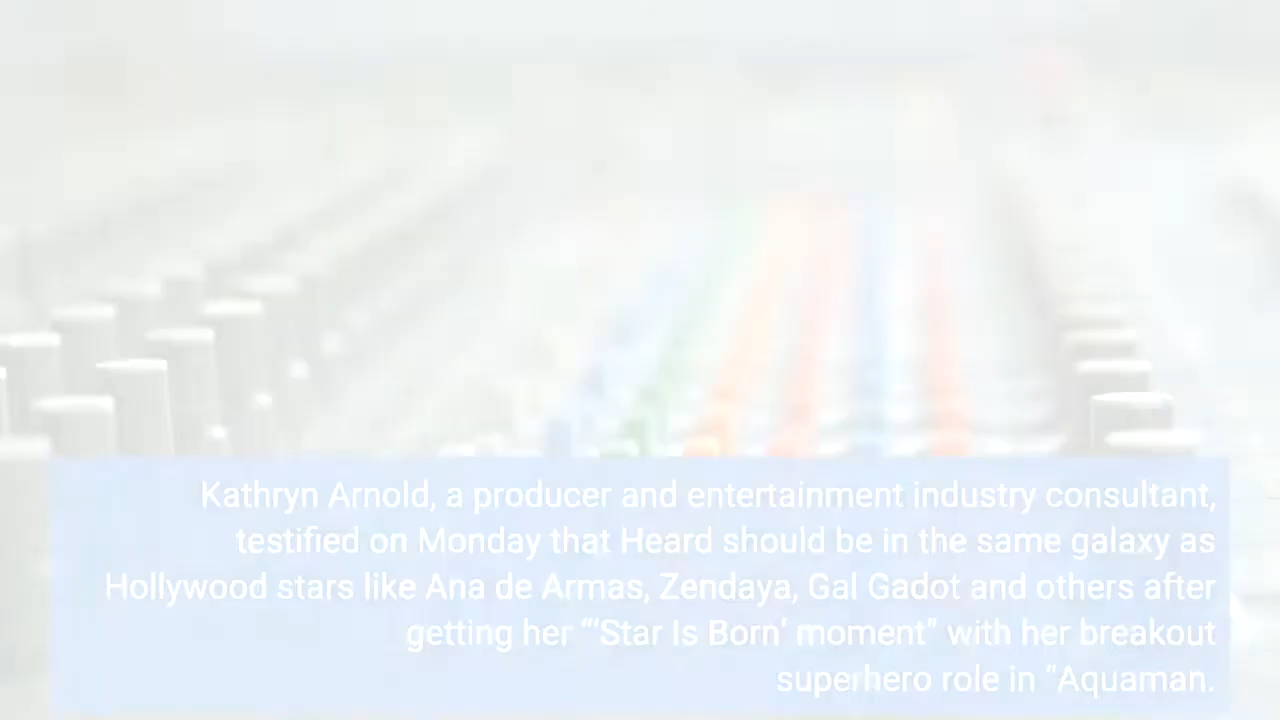 Kathryn Arnold, a producer and entertainment industry consultant,
testified on Monday that Heard should be in the same galaxy as
Hollywood stars like Ana de Armas, Zendaya, Gal Gadot and others after
getting her “‘Star Is Born’ moment” with her breakout
superhero role in “Aquaman.